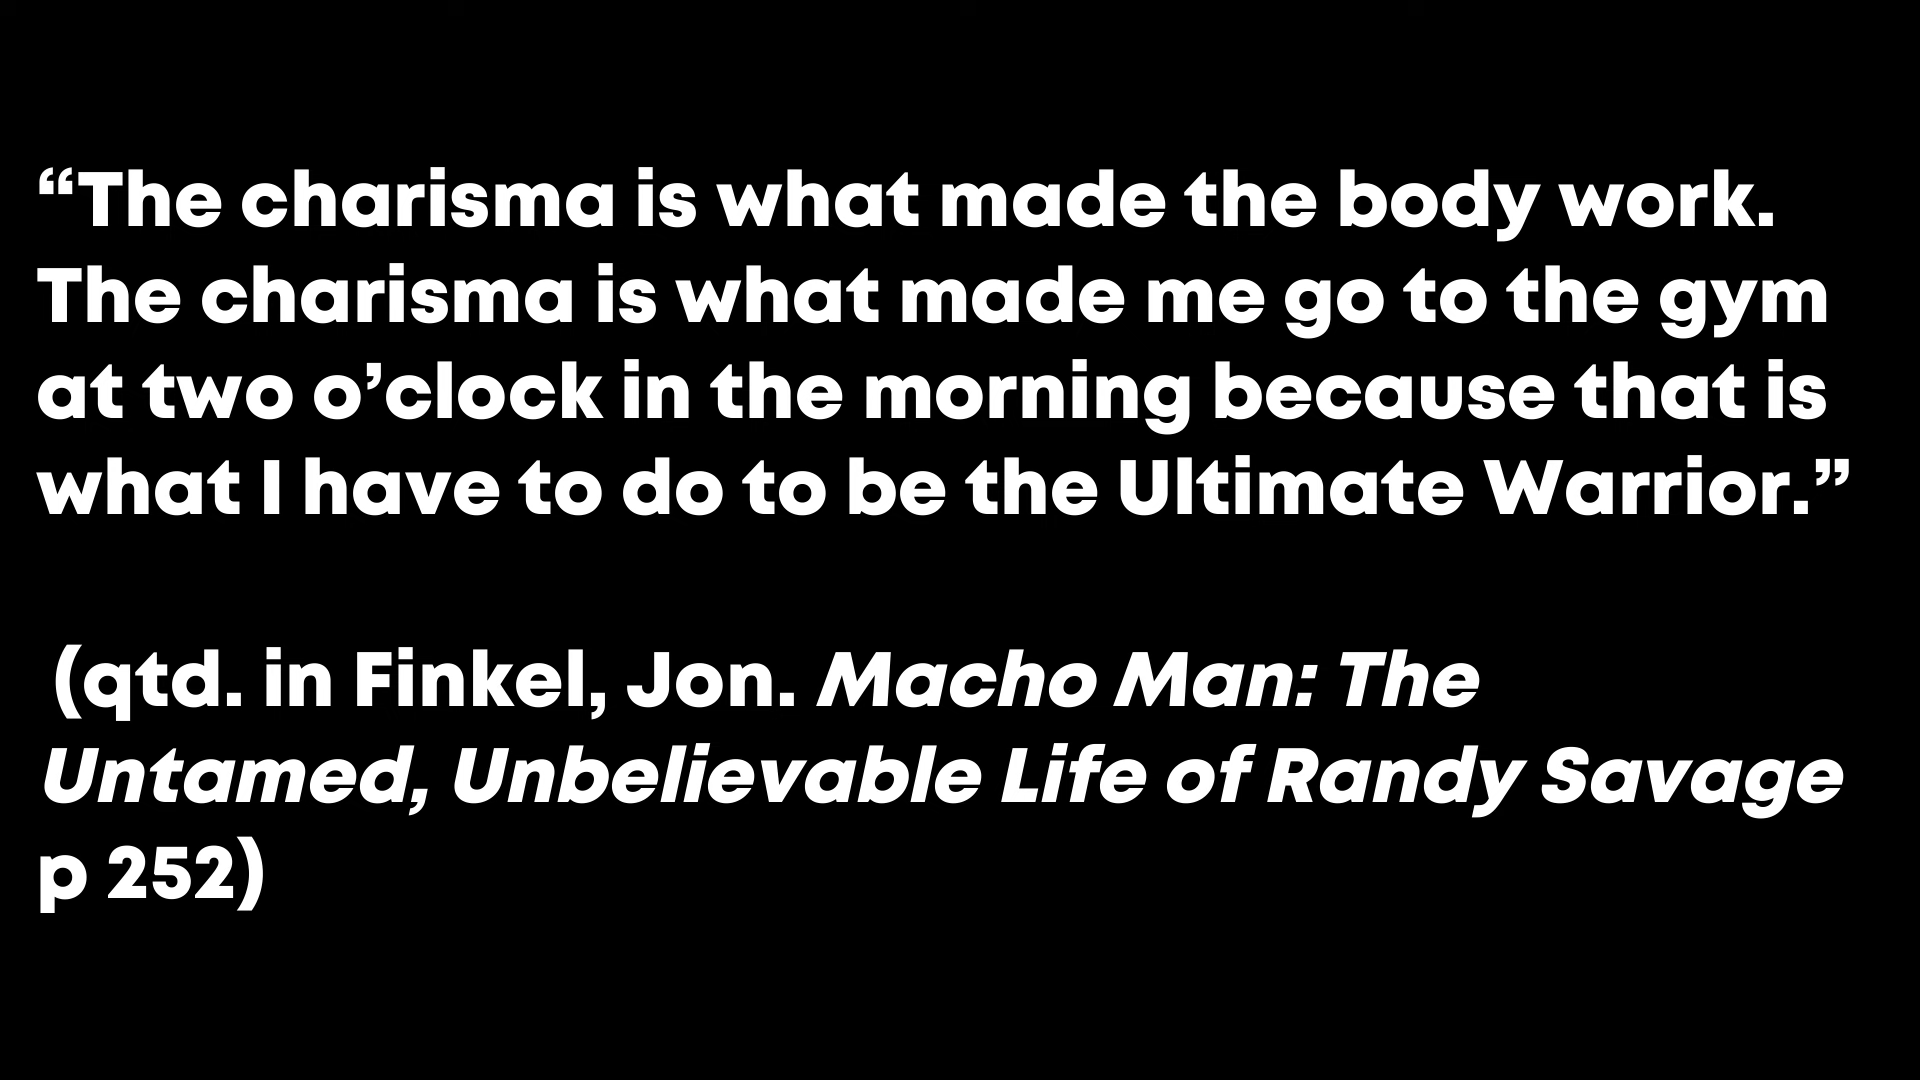 “The charisma is what made the body work.
The charisma is what made me go to the gym
at two o’clock in the morning because that is
what I have to do to be the Ultimate Warrior.”
(qtd. in Finkel, Jon. Macho Man: The
Untamed, Unbelievable Life of Randy Savage
p 252)